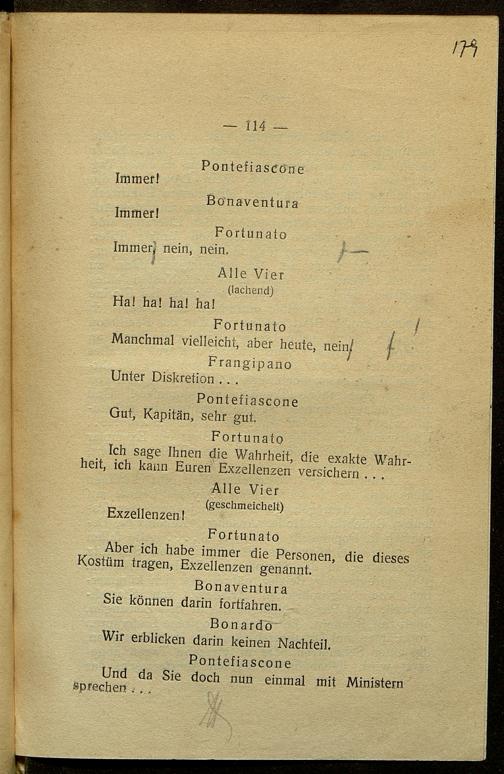 179
— 114 —
Pontefiascone
Immer!
Bonaventura
Immer!
Fortunato
Immer, nein, nein.
Alle Vier
(lachend)
Ha! ha! ha! ha!
Fortunato
Manchmal vielleicht, aber heute, nein
!
Frangipano
Unter Diskretion . . .
Pontefiascone
Gut, Kapitän, sehr gut.
Fortunato
Ich sage Ihnen die Wahrheit, die exakte Wahr-
heit, ich kann Euren Exzellenzen versichern . . .
Alle Vier
(geschmeichelt)
Exzellenzen!
Fortunato
Aber ich habe immer die Personen, die dieses
Kostüm tragen, Exzellenzen genannt.
Bonaventura
Sie können darin fortfahren.
Bonardo
Wir erblicken darin keinen Nachteil.
Pontefiascone
Und da Sie doch nun einmal mit Ministern
sprechen . . .